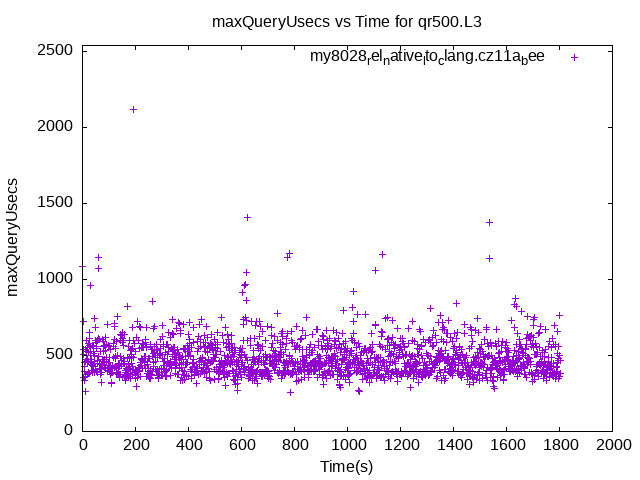 maxQueryUsecs vs Time for qr500.L3
my8028relnativeltoclang.cz11abee
maxQueryUsecs
2500
2000
1500
1000
500
0
0 200 400 600 800 1000 1200 1400 1600 1800 2000
Time(s)